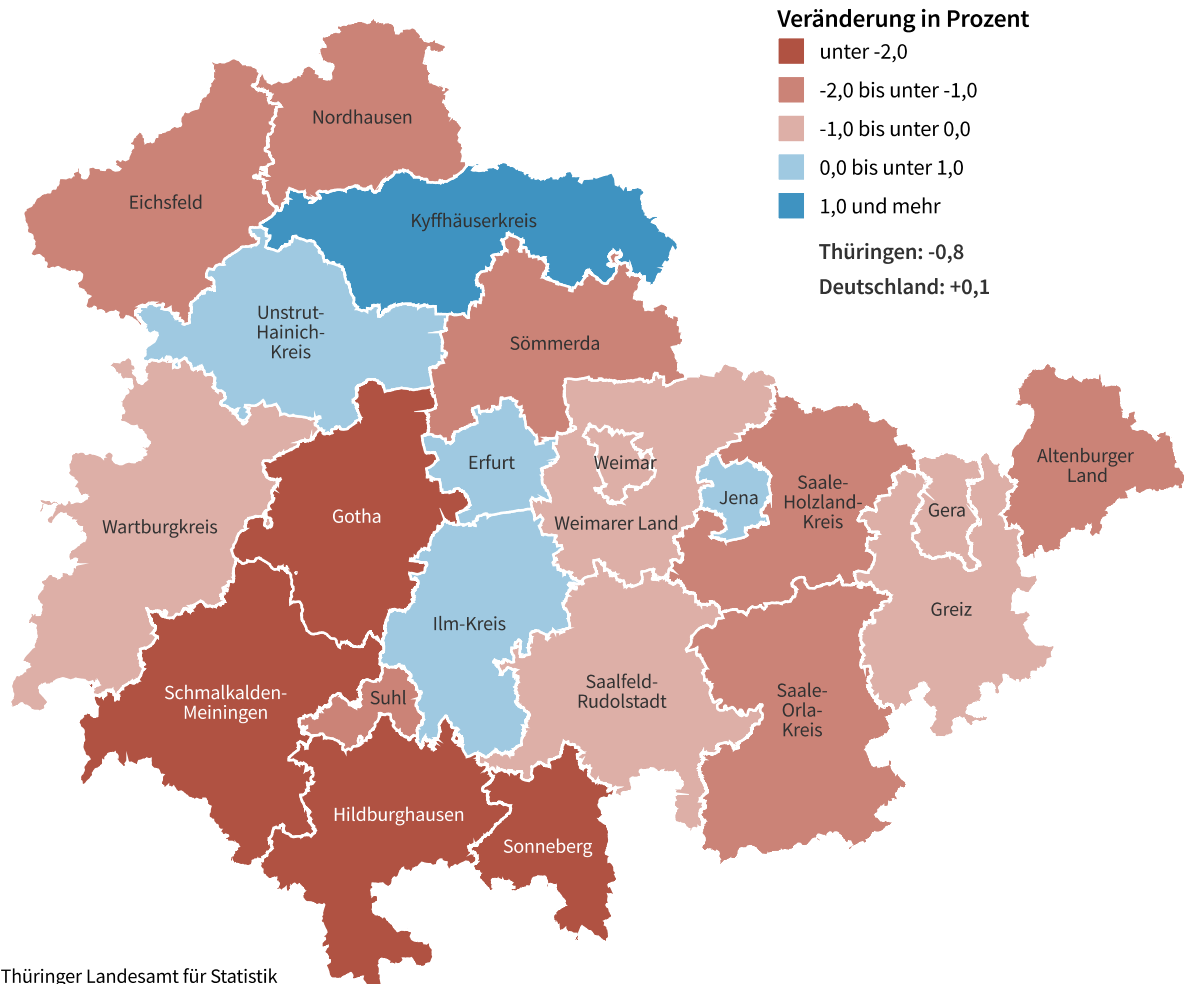 Veränderung in Prozent
unter -2,0
-2,0 bis unter -1,0
-1,0 bis unter 0,0
0,0 bis unter 1,0
1,0 und mehr
Thüringen: -0,8
Deutschland: +0,1
Nordhausen
Eichsfeld
Kyffhäuserkreis
Unstrut-
Hainich-
Kreis
Sömmerda
Altenburger
Land
Erfurt
Weimar
Jena
Saale-
Holzland-
Kreis
Gera
Wartburgkreis
Gotha
Weimarer Land
Greiz
Ilm-Kreis
Saalfeld-
Rudolstadt
Saale-
Orla-
Kreis
Schmalkalden-
Meiningen
Suhl
Hildburghausen
Sonneberg
Thüringer Landesamt für Statistik